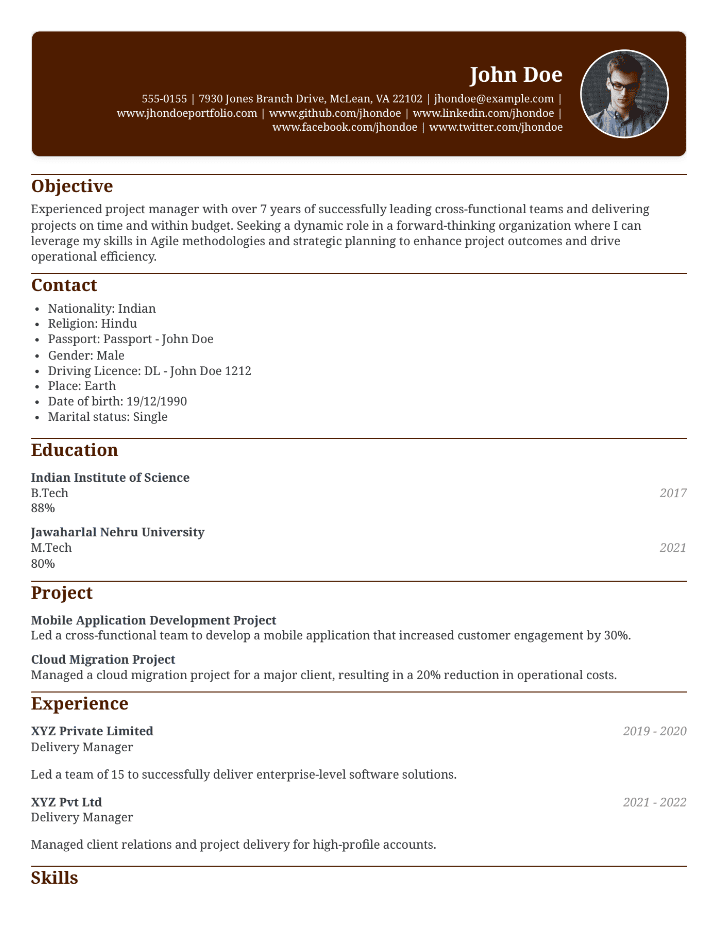 John Doe
555-0155 | 7930 Jones Branch Drive, McLean, VA 22102 | jhondoe@example.com |
www.jhondoeportfolio.com | www.github.com/jhondoe | www.linkedin.com/jhondoe |
www.facebook.com/jhondoe | www.twitter.com/jhondoe
Objective
Experienced project manager with over 7 years of successfully leading cross-functional teams and delivering
projects on time and within budget. Seeking a dynamic role in a forward-thinking organization where I can
leverage my skills in Agile methodologies and strategic planning to enhance project outcomes and drive
operational efficiency.
Contact
• Nationality: Indian
• Religion: Hindu
• Passport: Passport - John Doe
• Gender: Male
• Driving Licence: DL - John Doe 1212
• Place: Earth
• Date of birth: 19/12/1990
• Marital status: Single
Education
Indian Institute of Science
B.Tech 2017
88%
Jawaharlal Nehru University
M.Tech 2021
80%
Project
Mobile Application Development Project
Led a cross-functional team to develop a mobile application that increased customer engagement by 30%.
Cloud Migration Project
Managed a cloud migration project for a major client, resulting in a 20% reduction in operational costs.
Experience
XYZ Private Limited 2019 - 2020
Delivery Manager
Led a team of 15 to successfully deliver enterprise-level software solutions.
XYZ Pvt Ltd 2021 - 2022
Delivery Manager
Managed client relations and project delivery for high-profile accounts.
Skills